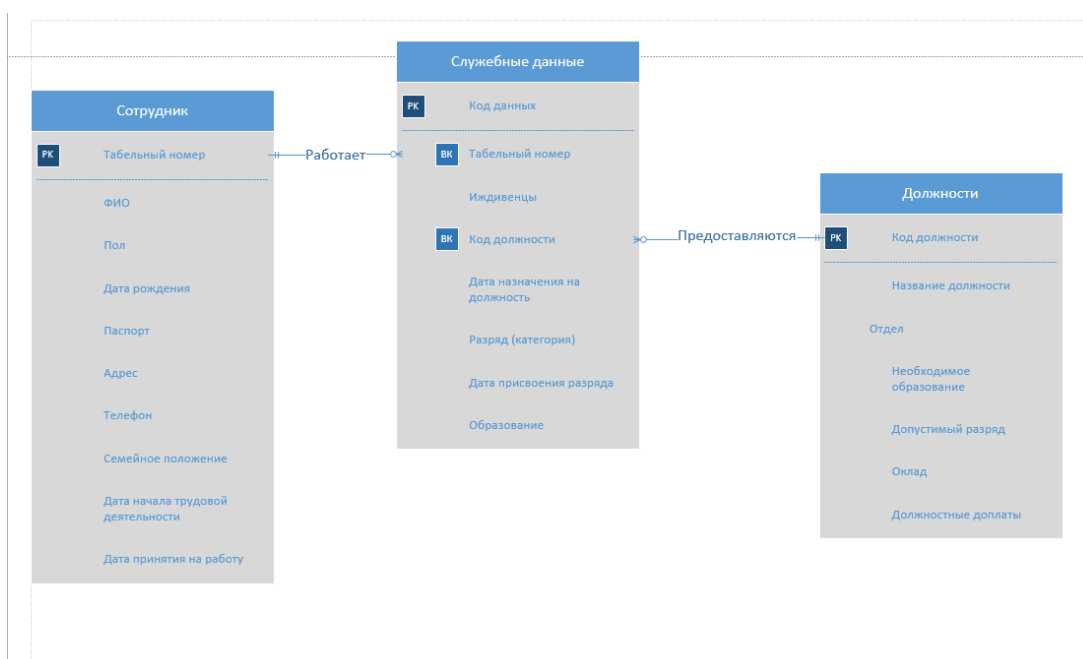 Сотрудник
PK
Табельный номер
ФИО
Пол
Дата рождения
Паспорт
Адрес
Телефон
Семейное положение
Дата начала трудовой
деятельности
Дата принятия на работу
Работает
Служебные данные
PK
Код данных
ВК
Табельный номер
Иждивенцы
ВК
Код должности
Дата назначения на
должность
Разряд (категория)
Дата присвоения разряда
Образование
Предоставляются
Должности
PK
Код должности
Название должности
Отдел
Необходимое
образование
Допустимый разряд
Оклад
Должностные доплаты